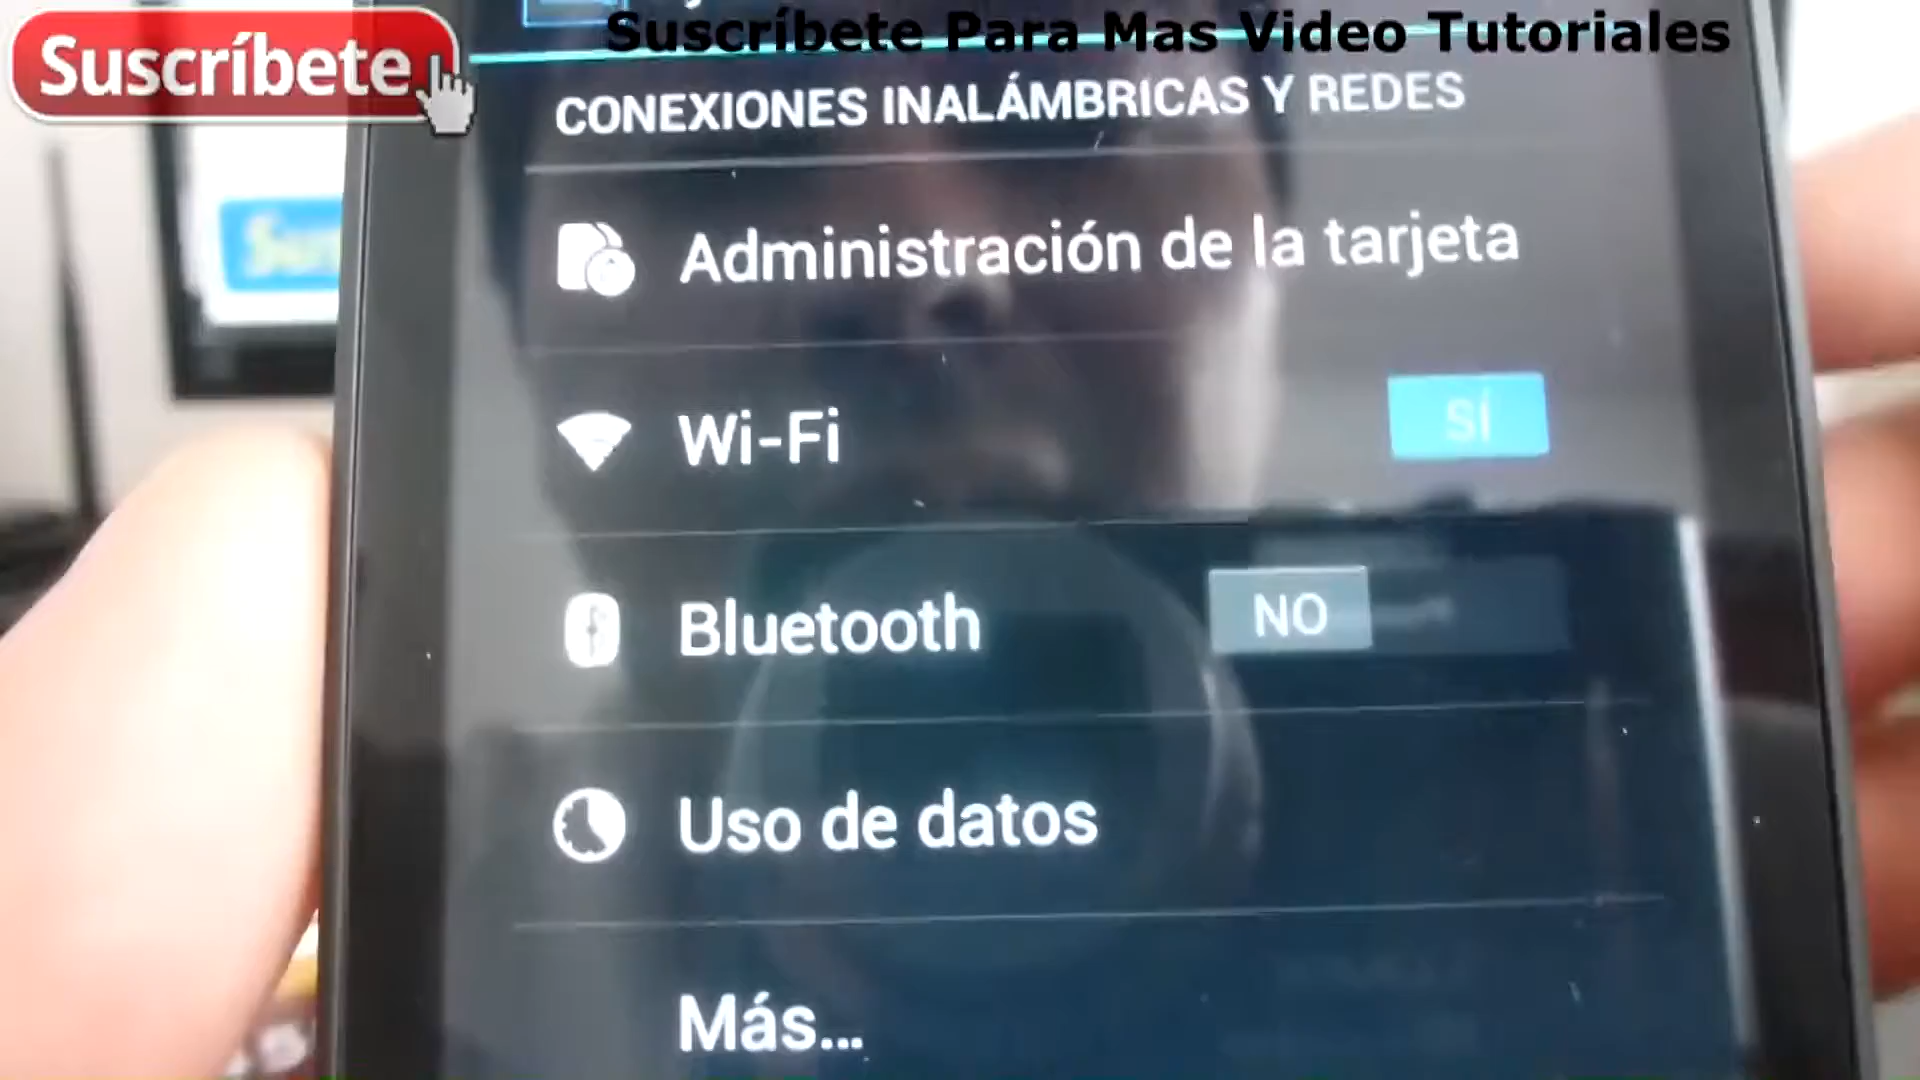 Suscríbete
Suscríbete Para Mas Video Tutoriales
CONEXIONES INALÁMBRICAS Y REDES
Administración de la tarjeta
Wi-Fi
SÍ
Bluetooth
NO
Uso de datos
Más...